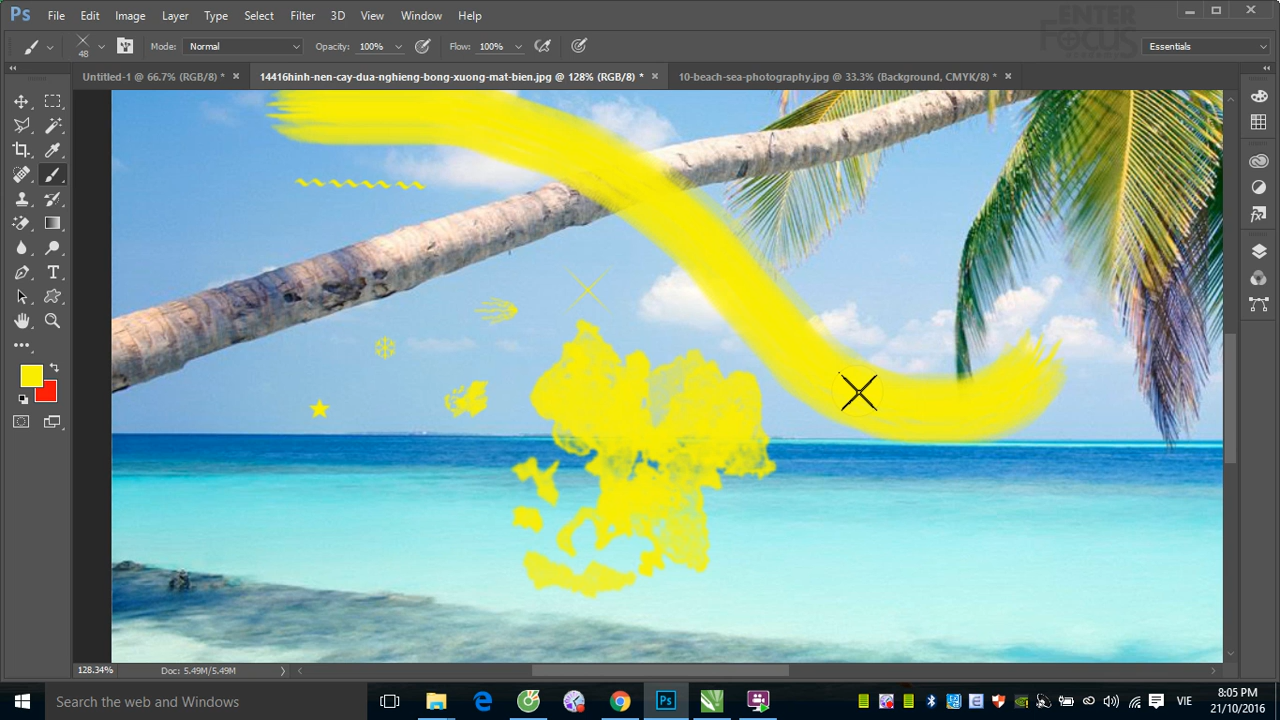 Ps File Edit Image Layer Type Select Filter 3D View Window Help
ENTER
FOCUS
48 Mode: Normal Opacity: 100% Flow: 100% Essentials
Untitled-1 @ 66.7% (RGB/8) * × 14416hinh-nen-cay-dua-nghieng-bong-xuong-mat-bien.jpg @ 128% (RGB/8) * × 10-beach-sea-photography.jpg @ 33.3% (Background, CMYK/8) * ×
128.34% Doc: 5.49M/5.49M
Search the web and Windows
Ps
VIE
8:05 PM
21/10/2016